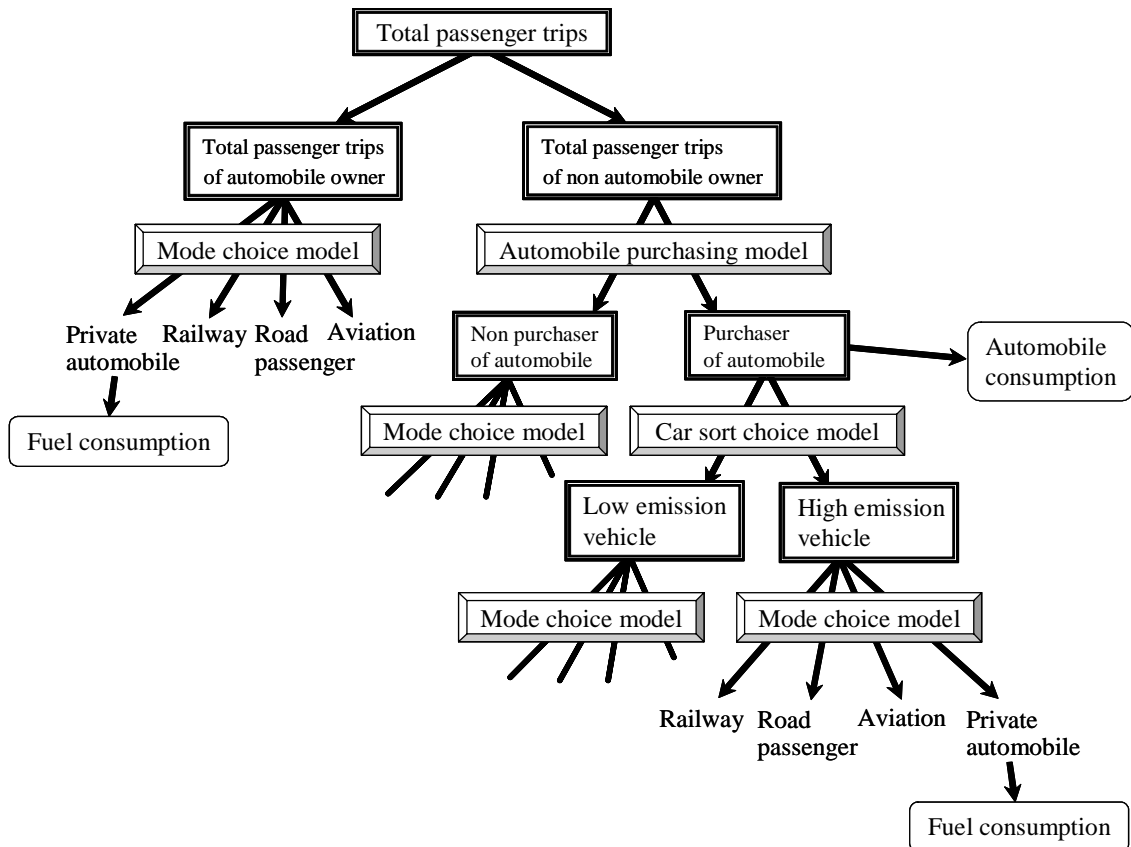 Total passenger trips
Total passenger trips
of automobile owner
Total passenger trips
of non automobile owner
Mode choice model
Automobile purchasing model
Private
automobile
Railway
Road
passenger
Aviation
Non purchaser
of automobile
Purchaser
of automobile
Automobile
consumption
Fuel consumption
Mode choice model
Car sort choice model
Low emission
vehicle
High emission
vehicle
Mode choice model
Mode choice model
Railway
Road
passenger
Aviation
Private
automobile
Fuel consumption